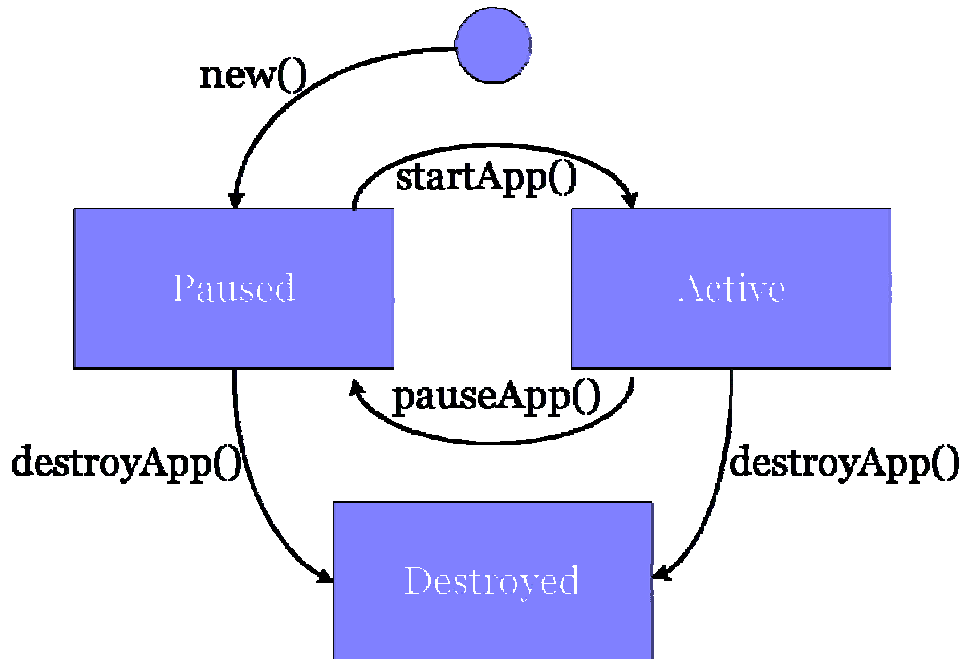 new()
startApp()
Paused
Active
pauseApp()
destroyApp()
destroyApp()
Destroyed